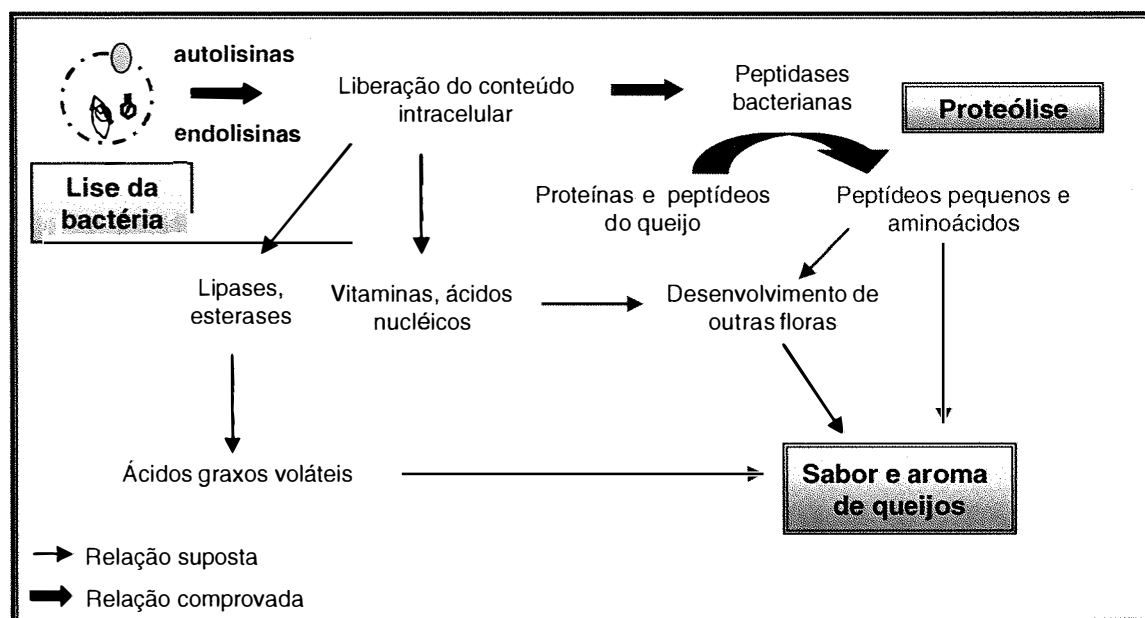 autolisinas
endolisinas
Lise da
bactéria
Liberação do conteúdo
intracelular
Peptidases
bacterianas
Proteólise
Proteínas e peptídeos
do queijo
Peptídeos pequenos e
aminoácidos
Lipases,
esterases
Vitaminas, ácidos
nucléicos
Desenvolvimento de
outras floras
Ácidos graxos voláteis
Sabor e aroma
de queijos
Relação suposta
Relação comprovada